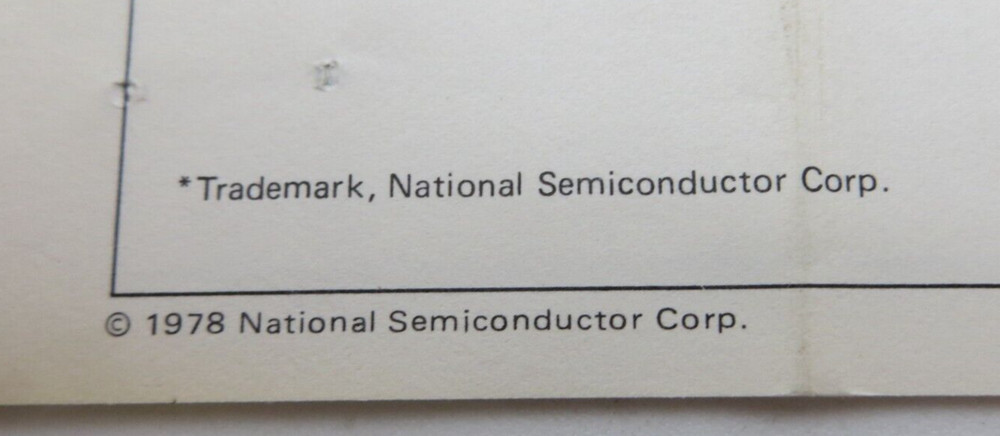 *Trademark, National Semiconductor Corp.
© 1978 National Semiconductor Corp.